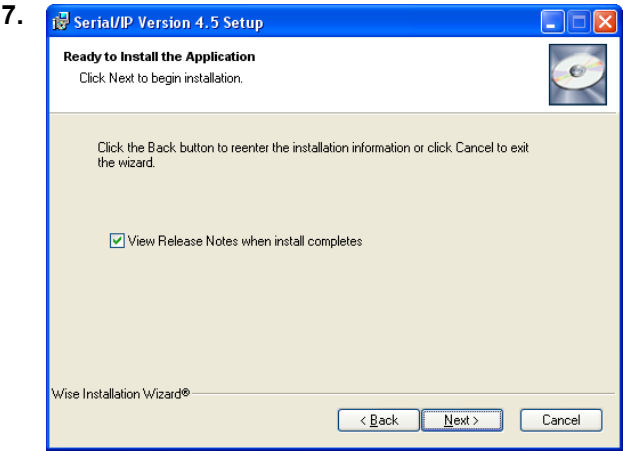 7.
Serial/IP Version 4.5 Setup
Ready to Install the Application
Click Next to begin installation.
Click the Back button to reenter the installation information or click Cancel to exit
the wizard.
View Release Notes when install completes
Wise Installation Wizard®
< Back Next > Cancel